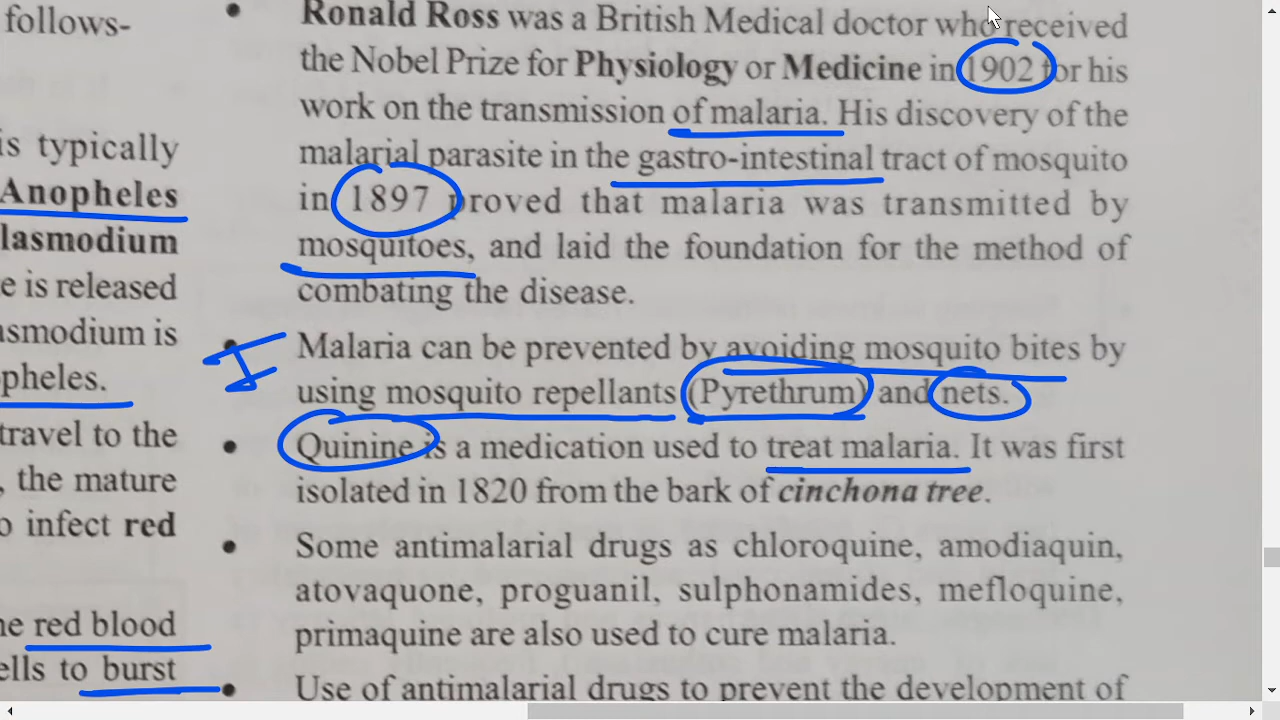 follows-
is typically
Anopheles
lasmodium
e is released
asmodium is
pheles.
travel to the
, the mature
o infect red
ne red blood
ells to burst
• Ronald Ross was a British Medical doctor who received
the Nobel Prize for Physiology or Medicine in 1902 for his
work on the transmission of malaria. His discovery of the
malarial parasite in the gastro-intestinal tract of mosquito
in 1897 proved that malaria was transmitted by
mosquitoes, and laid the foundation for the method of
combating the disease.
• Malaria can be prevented by avoiding mosquito bites by
using mosquito repellants (Pyrethrum) and nets.
• Quinine is a medication used to treat malaria. It was first
isolated in 1820 from the bark of cinchona tree.
• Some antimalarial drugs as chloroquine, amodiaquin,
atovaquone, proguanil, sulphonamides, mefloquine,
primaquine are also used to cure malaria.
• Use of antimalarial drugs to prevent the development of